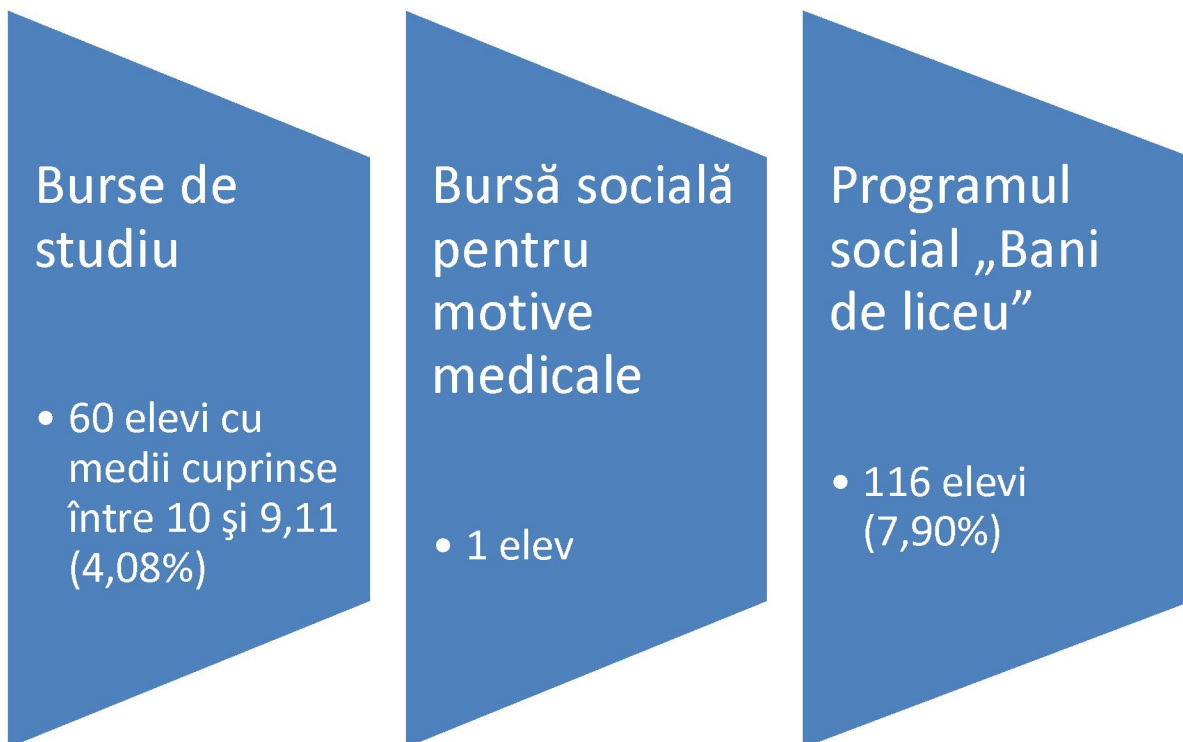 Burse de
studiu
• 60 elevi cu
medii cuprinse
între 10 şi 9,11
(4,08%)
Bursă socială
pentru
motive
medicale
• 1 elev
Programul
social „Bani
de liceu”
• 116 elevi
(7,90%)